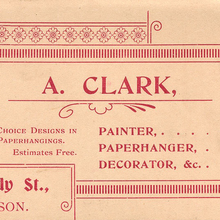 A. CLARK,
CHOICE DESIGNS IN
PAPERHANGINGS.
Estimates Free.
PAINTER, . . . .
PAPERHANGER, .
DECORATOR, &c. .
St.,
SON.